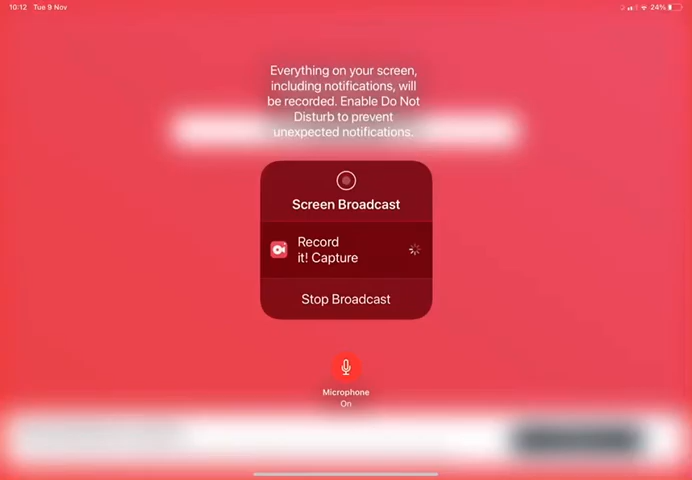 10:12 Tue 9 Nov
24%
Everything on your screen,
including notifications, will
be recorded. Enable Do Not
Disturb to prevent
unexpected notifications.
Screen Broadcast
Record
it! Capture
Stop Broadcast
Microphone
On